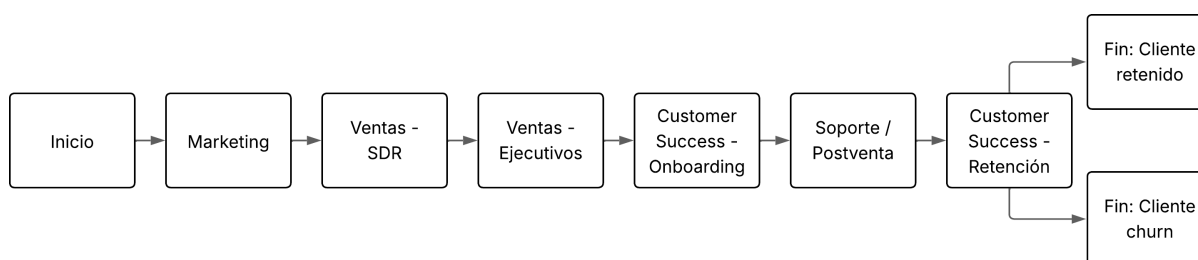 Inicio
Marketing
Ventas -
SDR
Ventas -
Ejecutivos
Customer
Success -
Onboarding
Soporte /
Postventa
Customer
Success -
Retención
Fin: Cliente
retenido
Fin: Cliente
churn